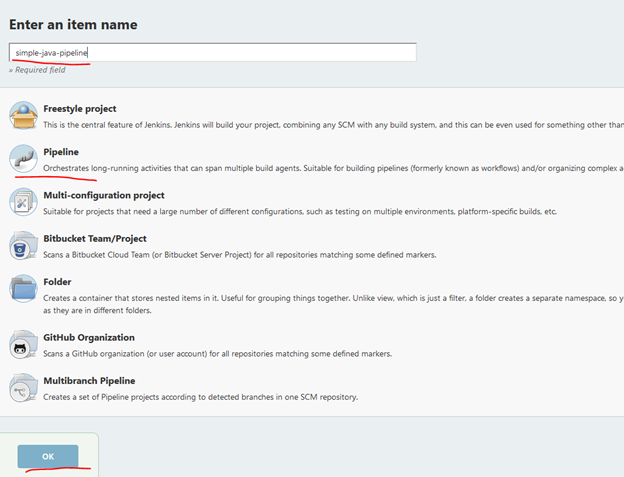 Enter an item name
simple-java-pipeline
» Required field
Freestyle project
This is the central feature of Jenkins. Jenkins will build your project, combining any SCM with any build system, and this can be even used for something other than
Pipeline
Orchestrates long-running activities that can span multiple build agents. Suitable for building pipelines (formerly known as workflows) and/or organizing complex a
Multi-configuration project
Suitable for projects that need a large number of different configurations, such as testing on multiple environments, platform-specific builds, etc.
Bitbucket Team/Project
Scans a Bitbucket Cloud Team (or Bitbucket Server Project) for all repositories matching some defined markers.
Folder
Creates a container that stores nested items in it. Useful for grouping things together. Unlike view, which is just a filter, a folder creates a separate namespace, so y
as they are in different folders.
GitHub Organization
Scans a GitHub organization (or user account) for all repositories matching some defined markers.
Multibranch Pipeline
Creates a set of Pipeline projects according to detected branches in one SCM repository.
OK